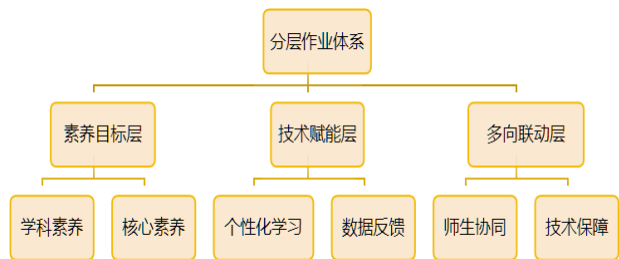 分层作业体系
素养目标层
技术赋能层
多向联动层
学科素养
核心素养
个性化学习
数据反馈
师生协同
技术保障